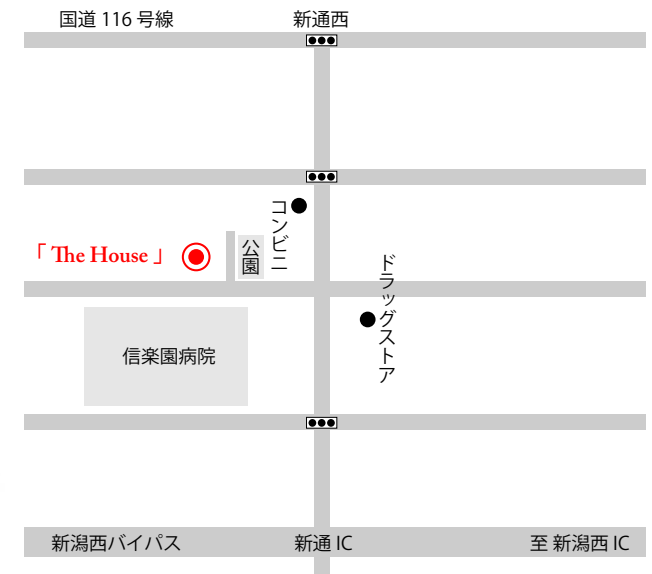 国道 116 号線
新通西
コンビニ
公園
「 The House 」
ドラッグストア
信楽園病院
新潟西バイパス
新通 IC
至 新潟西 IC